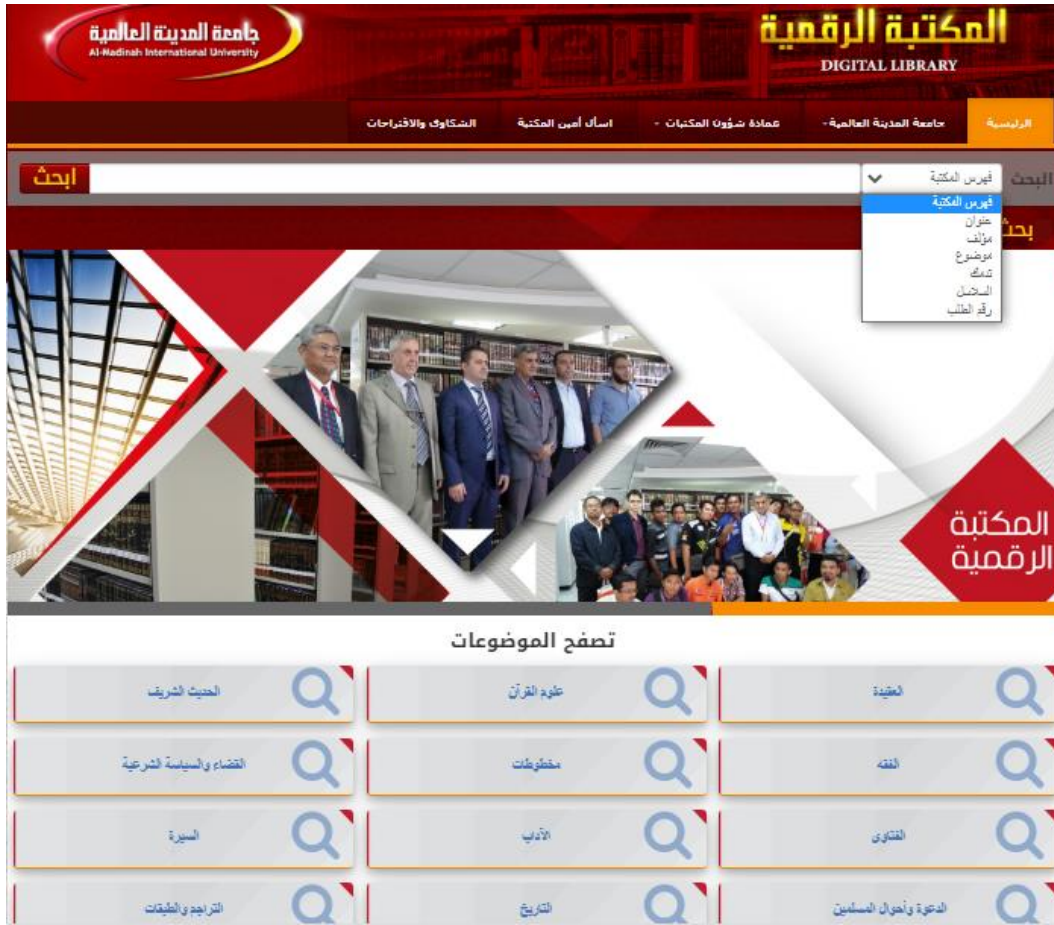 المكتبة الرقمية
DIGITAL LIBRARY
جامعة المدينة العالمية
Al-Madinah International University
الرئيسية
جامعة المدينة العالمية
عمادة شؤون المكتبات
اسأل أمين المكتبة
الشكاوى والاقتراحات
البحث
فهرس المكتبة
ابحث
فهرس المكتبة
عنوان
مؤلف
موضوع
تدمك
السلاسل
رقم الطلب
بحث
المكتبة
الرقمية
تصفح الموضوعات
العقيدة
علوم القرآن
الحديث الشريف
الفقه
مخطوطات
القضاء والسياسة الشرعية
الفتاوى
الآداب
السيرة
الدعوة وأحوال المسلمين
التاريخ
التراجم والطبقات